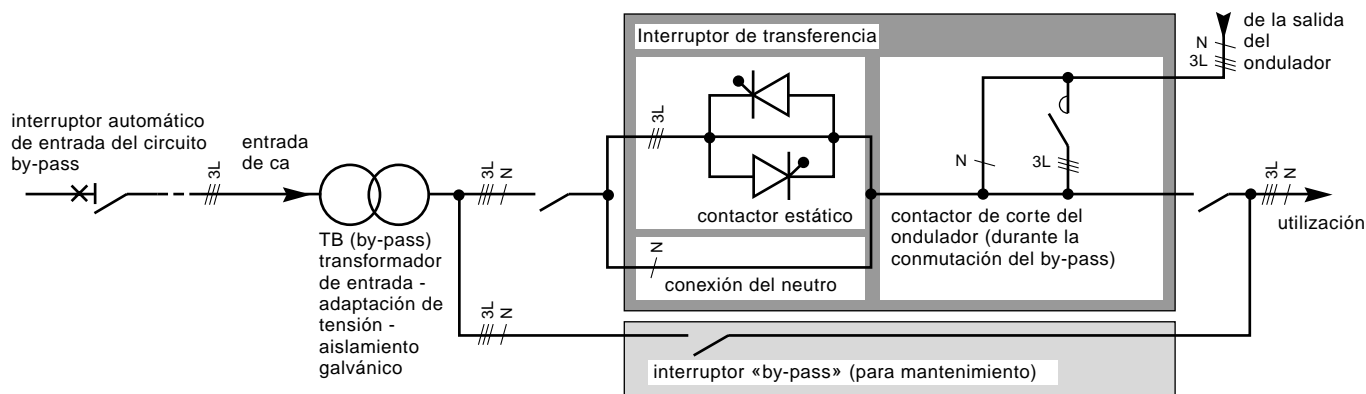 interruptor automático
de entrada del circuito
by-pass
3L
entrada
de ca
TB (by-pass)
transformador
de entrada -
adaptación de
tensión -
aislamiento
galvánico
3L
N
3L
N
Interruptor de transferencia
3L
contactor estático
N
conexión del neutro
N
3L
contactor de corte del
ondulador (durante la
conmutación del by-pass)
N
3L
de la salida
del
ondulador
3L
N
utilización
interruptor «by-pass» (para mantenimiento)